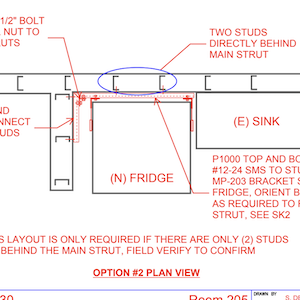 1/2" BOLT
NUT TO
UTS
TWO STUDS
DIRECTLY BEHIND
MAIN STRUT
ND
NNECT
UDS
(E) SINK
(N) FRIDGE
P1000 TOP AND BO
#12-24 SMS TO STU
MP-203 BRACKET S
FRIDGE, ORIENT B
AS REQUIRED TO F
STRUT, SEE SK2
S LAYOUT IS ONLY REQUIRED IF THERE ARE ONLY (2) STUDS
BEHIND THE MAIN STRUT, FIELD VERIFY TO CONFIRM
OPTION #2 PLAN VIEW
30
Room 205
DRAWN BY
S. DE